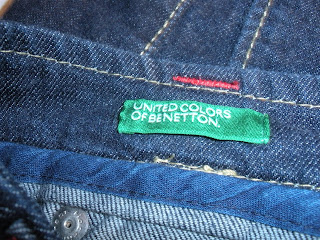 UNITED COLORS
OF BENETTON.